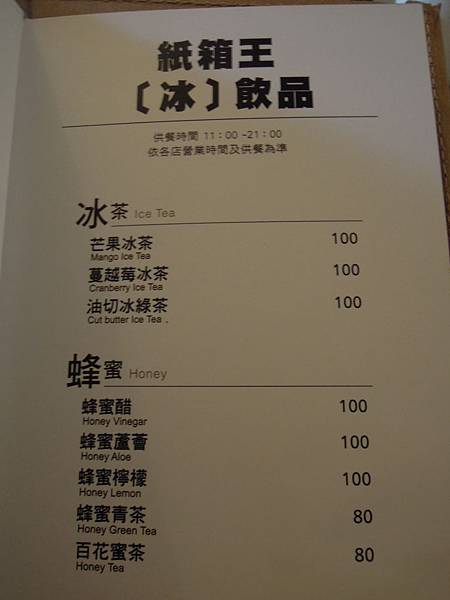 紙箱王
〔冰〕飲品
供餐時間 11：00 -21：00
依各店營業時間及供餐為準
冰茶 Ice Tea
芒果冰茶 100
Mango Ice Tea
蔓越莓冰茶 100
Cranberry Ice Tea
油切冰綠茶 100
Cut butter Ice Tea .
蜂蜜 Honey
蜂蜜醋 100
Honey Vinegar
蜂蜜蘆薈 100
Honey Aloe
蜂蜜檸檬 100
Honey Lemon
蜂蜜青茶 80
Honey Green Tea
百花蜜茶 80
Honey Tea